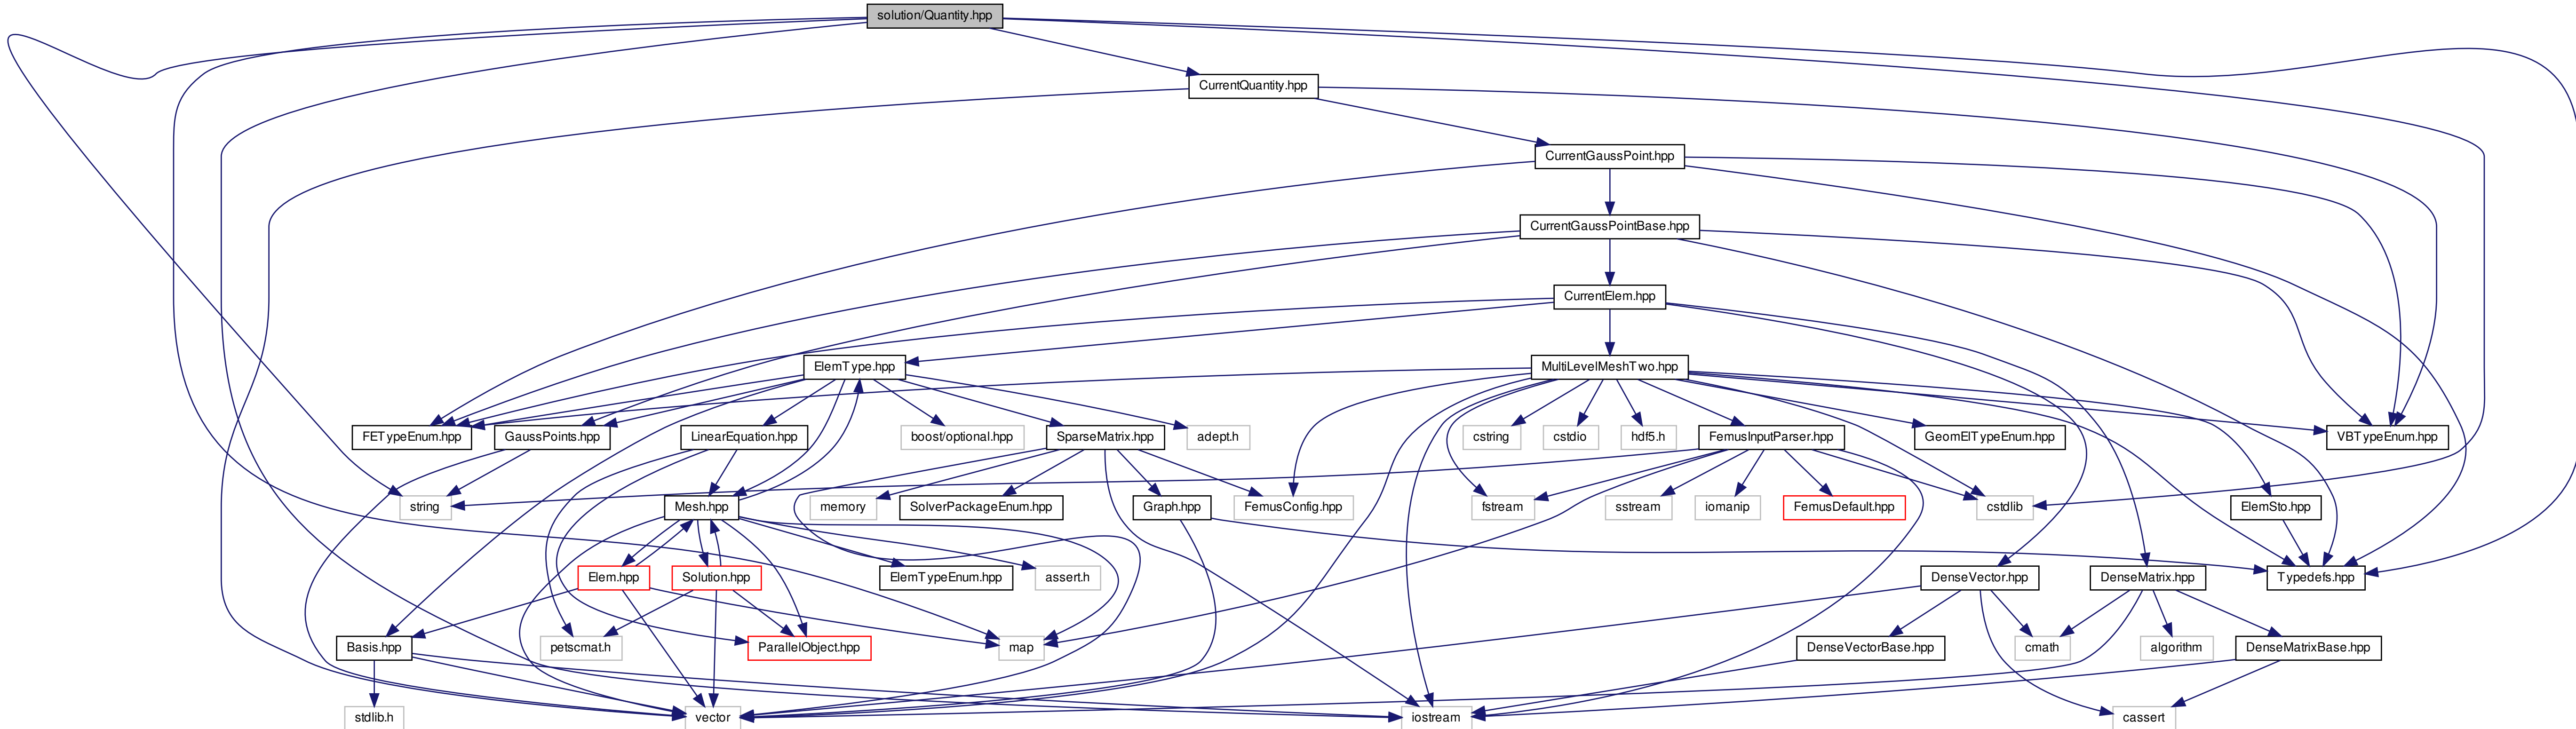 solution/Quantity.hpp
CurrentQuantity.hpp
CurrentGaussPoint.hpp
CurrentGaussPointBase.hpp
CurrentElem.hpp
ElemType.hpp
MultiLevelMeshTwo.hpp
FETypeEnum.hpp
GaussPoints.hpp
LinearEquation.hpp
boost/optional.hpp
SparseMatrix.hpp
adept.h
cstring
cstdio
hdf5.h
FemusInputParser.hpp
GeomElTypeEnum.hpp
VBTypeEnum.hpp
string
Mesh.hpp
memory
SolverPackageEnum.hpp
Graph.hpp
FemusConfig.hpp
fstream
sstream
iomanip
FemusDefault.hpp
cstdlib
ElemSto.hpp
Elem.hpp
Solution.hpp
ElemTypeEnum.hpp
assert.h
DenseVector.hpp
DenseMatrix.hpp
Typedefs.hpp
Basis.hpp
petscmat.h
ParallelObject.hpp
map
DenseVectorBase.hpp
cmath
algorithm
DenseMatrixBase.hpp
stdlib.h
vector
iostream
cassert